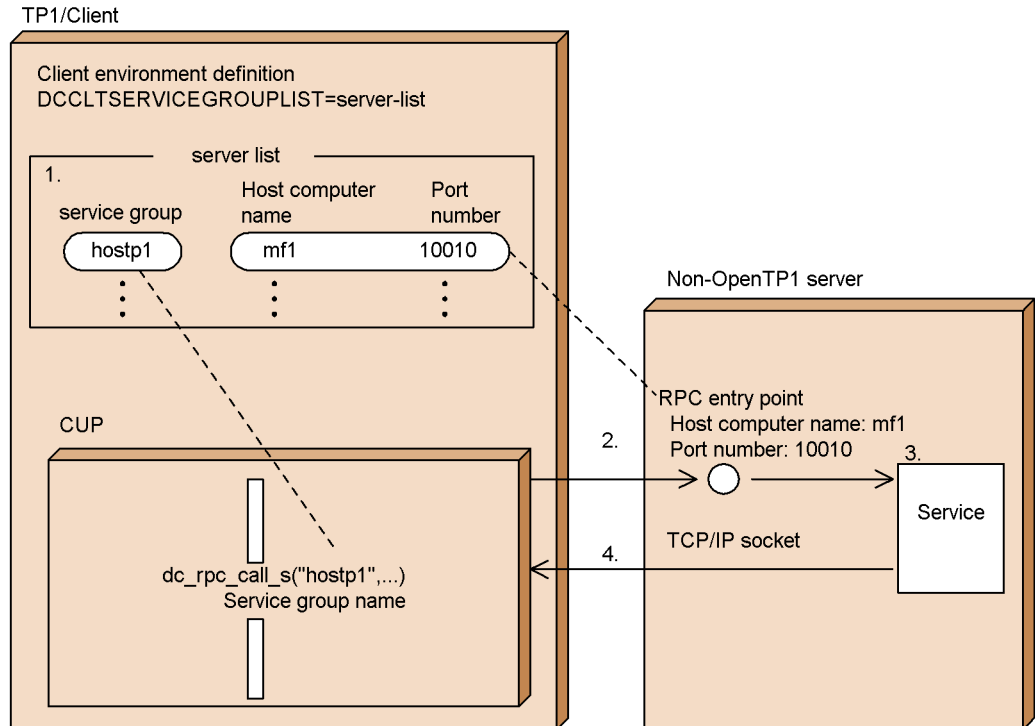 TP1/Client
Client environment definition
DCCLTSERVICEGROUPLIST=server-list
server list
1.
Host computer name
Port number
service group
hostp1
mf1
10010
CUP
dc_rpc_call_s("hostp1",...)
Service group name
2.
4.
Non-OpenTP1 server
RPC entry point
Host computer name: mf1
Port number: 10010
3.
Service
TCP/IP socket